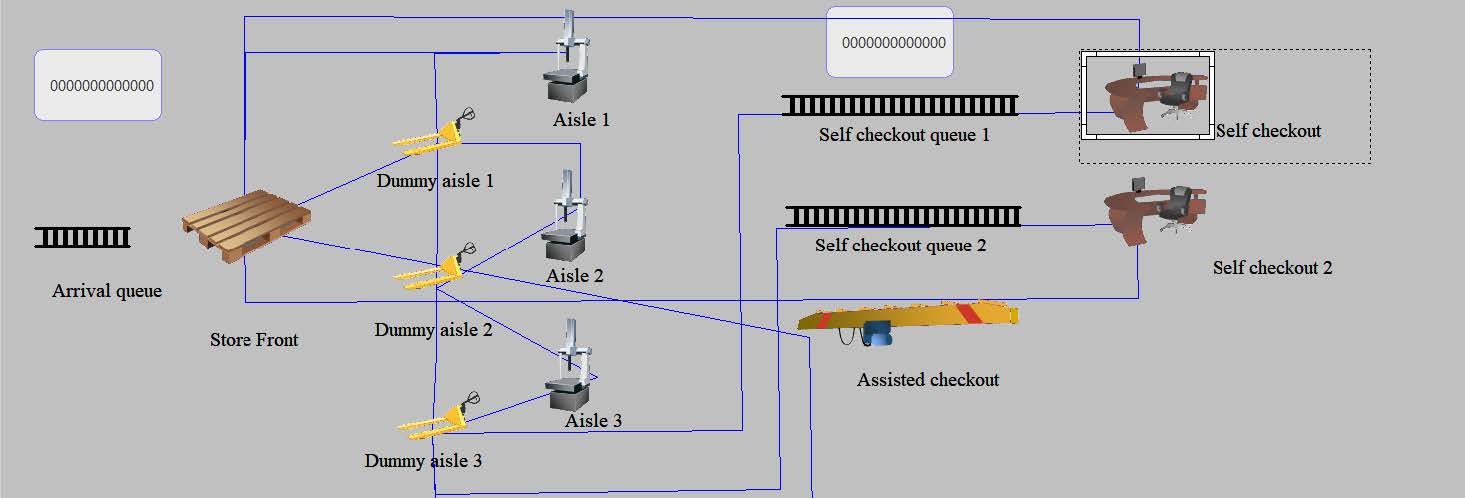 0000000000000
0000000000000
Aisle 1
Self checkout queue 1
Self checkout
Dummy aisle 1
Self checkout queue 2
Aisle 2
Self checkout 2
Arrival queue
Dummy aisle 2
Store Front
Assisted checkout
Aisle 3
Dummy aisle 3